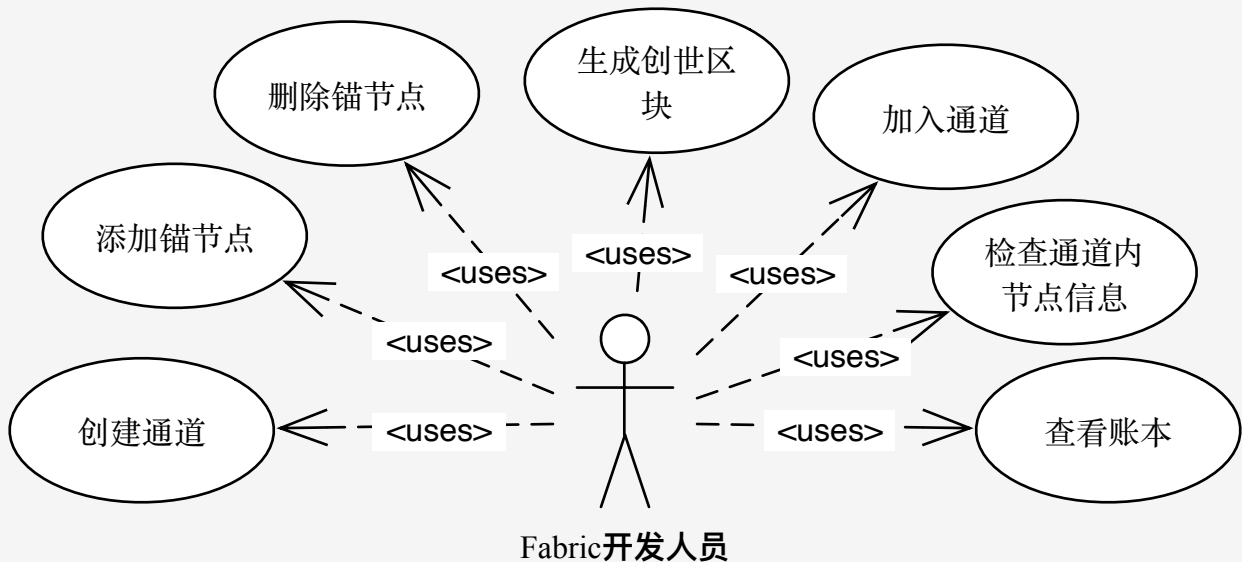 生成创世区
块
删除锚节点
加入通道
添加锚节点
检查通道内
节点信息
<uses>
<uses>
<uses>
<uses>
<uses>
创建通道
<uses>
<uses>
查看账本
Fabric开发人员